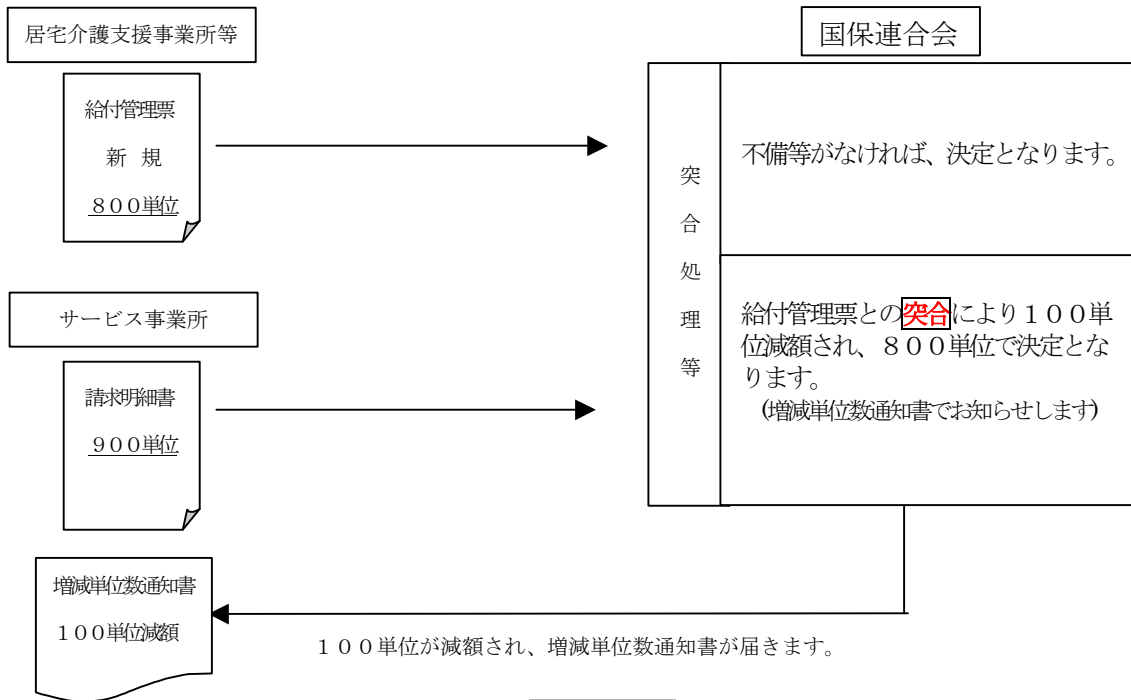 居宅介護支援事業所等
国保連合会
給付管理票
新 規
８００単位
突
合
処
理
等
不備等がなければ、決定となります。
給付管理票との突合により１００単
位減額され、８００単位で決定とな
ります。
(増減単位数通知書でお知らせします)
サービス事業所
請求明細書
９００単位
増減単位数通知書
１００単位減額
１００単位が減額され、増減単位数通知書が届きます。